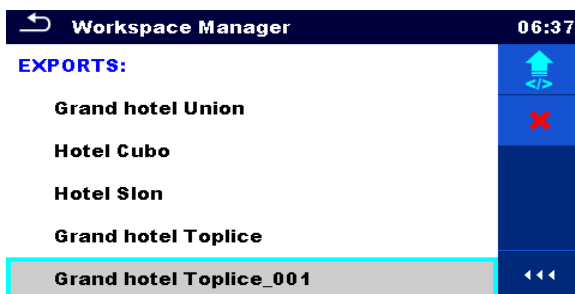 Workspace Manager 06:37
EXPORTS:
</>
Grand hotel Union
Hotel Cubo
Hotel Slon
Grand hotel Toplice
Grand hotel Toplice_001